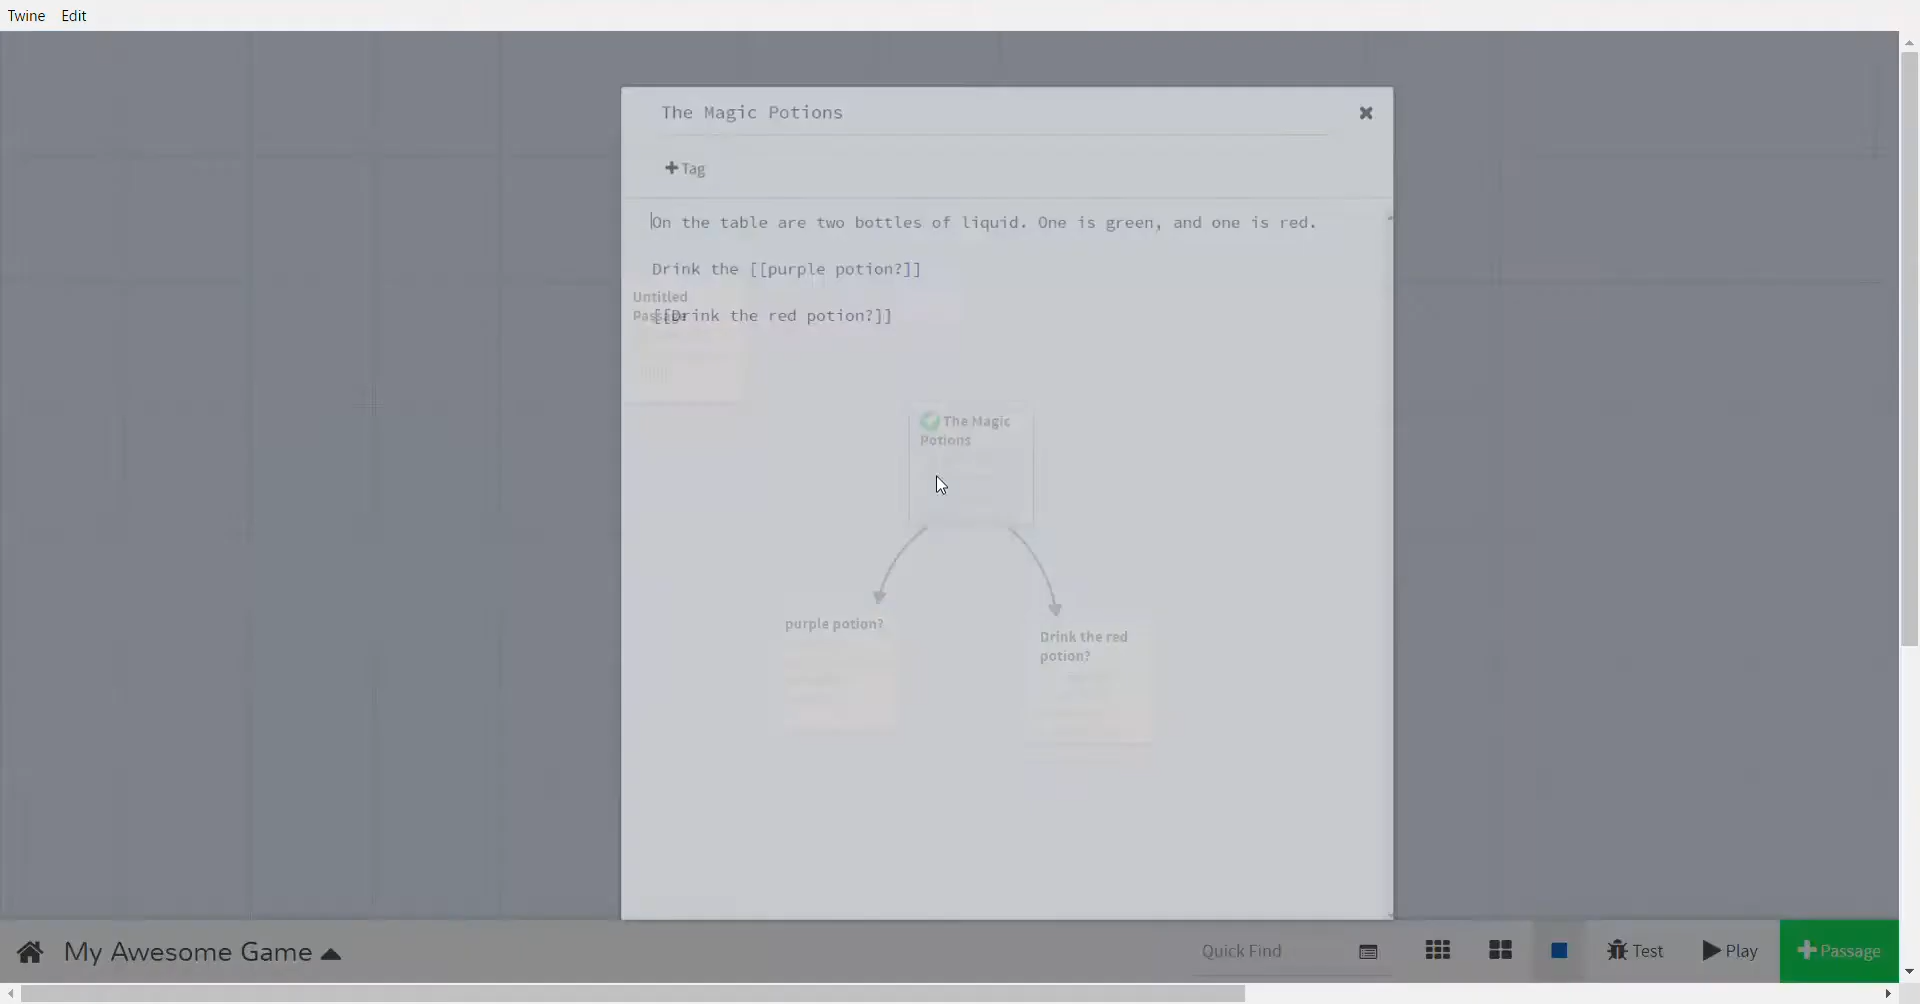 Twine Edit
The Magic Potions
+ Tag
On the table are two bottles of liquid. One is green, and one is red.
Drink the [[purple potion?]]
Untitled
Passage
[[Drink the red potion?]]
The Magic
Potions
purple potion?
Drink the red
potion?
My Awesome Game
Quick Find
Test
Play
+ Passage